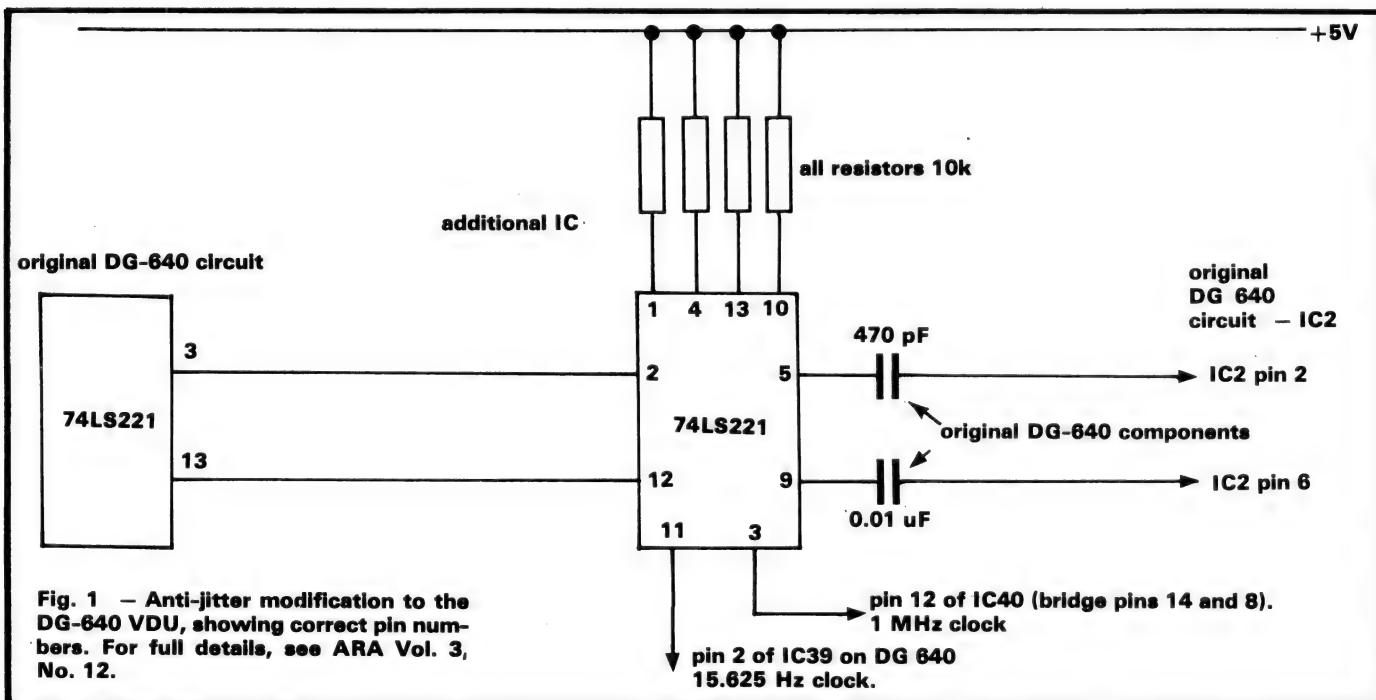 +5V
all resistors 10k
additional IC
original DG-640 circuit
1 4 13 10
original
DG 640
circuit – IC2
470 pF
3
2
5
IC2 pin 2
74LS221
74LS221
original DG-640 components
13
12
9
IC2 pin 6
0.01 uF
11 3
Fig. 1 – Anti-jitter modification to the
DG-640 VDU, showing correct pin num-
bers. For full details, see ARA Vol. 3,
No. 12.
pin 12 of IC40 (bridge pins 14 and 8).
1 MHz clock
pin 2 of IC39 on DG 640
15.625 Hz clock.